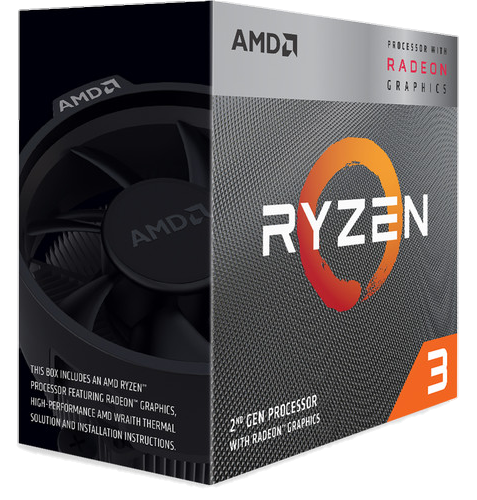 AMD
PROCESSOR WITH
RADEON
GRAPHICS
RYZEN
3
2ND GEN PROCESSOR
WITH RADEON™ GRAPHICS
AMD
AMD
THIS BOX INCLUDES AN AMD RYZEN™
PROCESSOR FEATURING RADEON™ GRAPHICS,
HIGH-PERFORMANCE AMD WRAITH THERMAL
SOLUTION AND INSTALLATION INSTRUCTIONS.